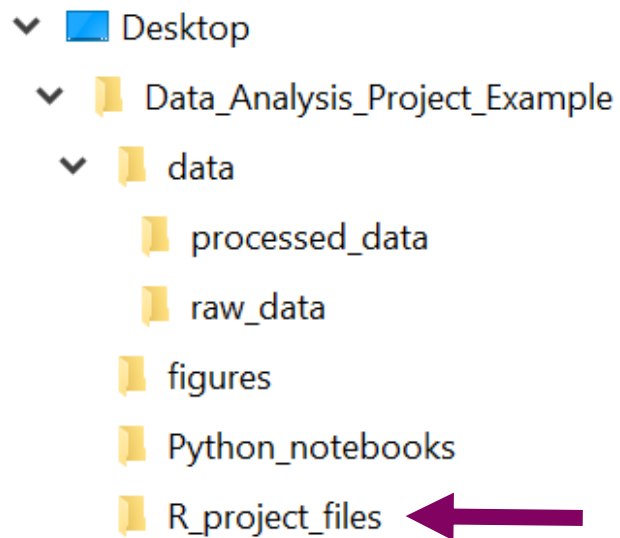 Desktop
Data_Analysis_Project_Example
data
processed_data
raw_data
figures
Python_notebooks
R_project_files